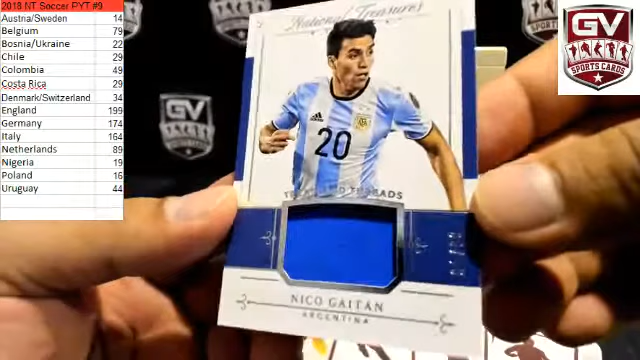 2018 NT Soccer PYT #9
Austria/Sweden 14
Belgium 79
Bosnia/Ukraine 22
Chile 29
Colombia 49
Costa Rica 29
Denmark/Switzerland 34
England 110
Germany 174
Italy 164
Netherlands 89
Nigeria 19
Poland 16
Uruguay 44
GV
SPORTS CARDS
GV
National Treasures
20
THREADS
NICO GAITÁN
ARGENTINA